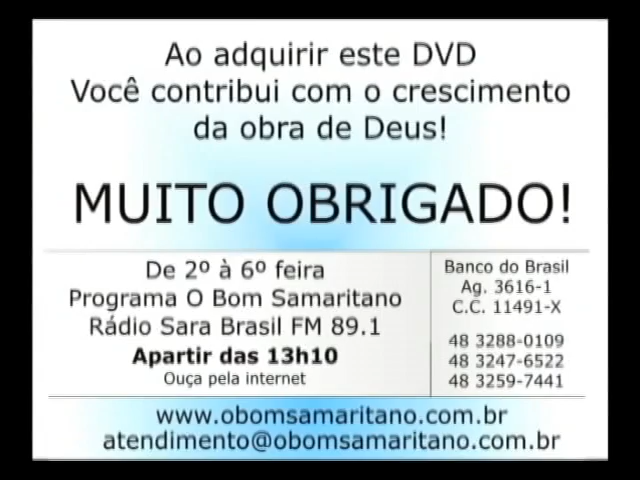 Ao adquirir este DVD
Você contribui com o crescimento
da obra de Deus!
MUITO OBRIGADO!
De 2º à 6º feira
Programa O Bom Samaritano
Rádio Sara Brasil FM 89.1
Apartir das 13h10
Ouça pela internet
Banco do Brasil
Ag. 3616-1
C.C. 11491-X
48 3288-0109
48 3247-6522
48 3259-7441
www.obomsamaritano.com.br
atendimento@obomsamaritano.com.br